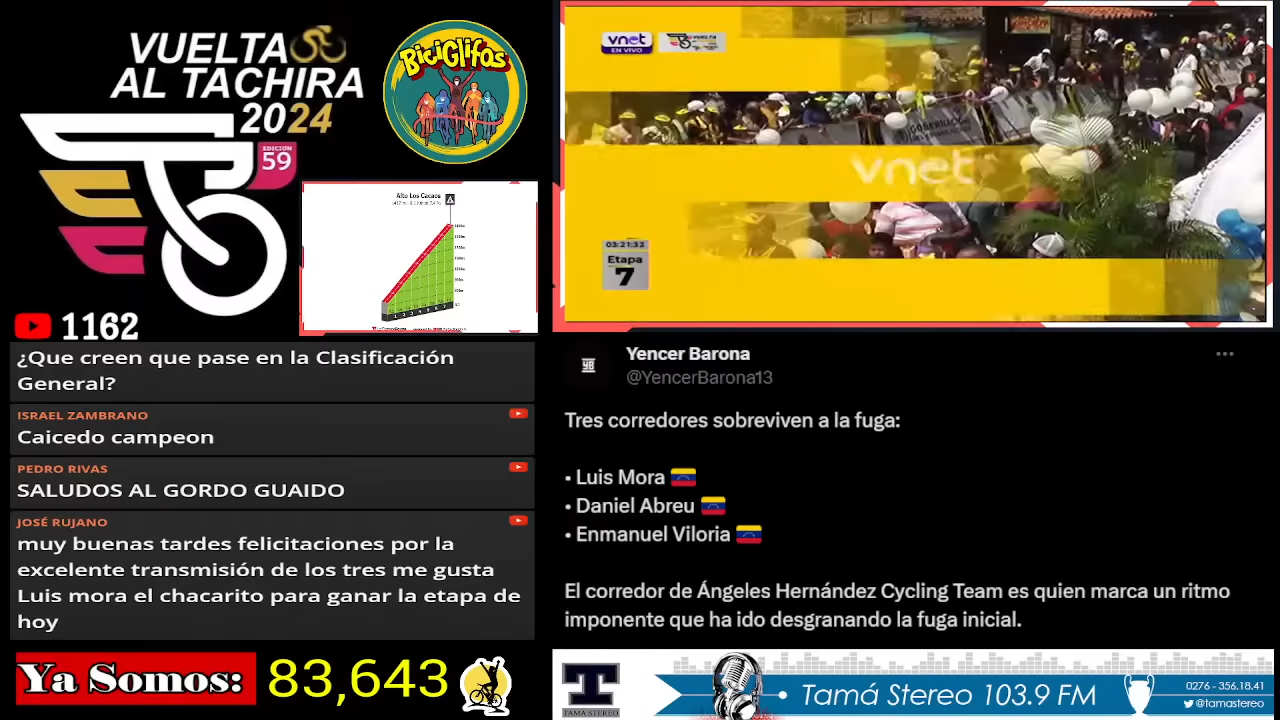 VUELTA
AL TACHIRA
2024
EDICION
59
BiciGlifos
Alto Los Cacaos
1162
vnet
EN VIVO
GOBERNACIÓN
vnet
03:21:32
Etapa
7
¿Que creen que pase en la Clasificación
General?
ISRAEL ZAMBRANO
Caicedo campeon
PEDRO RIVAS
SALUDOS AL GORDO GUAIDO
JOSÉ RUJANO
muy buenas tardes felicitaciones por la
excelente transmisión de los tres me gusta
Luis mora el chacarito para ganar la etapa de
hoy
Yencer Barona
@YencerBarona13
Tres corredores sobreviven a la fuga:
• Luis Mora
• Daniel Abreu
• Enmanuel Viloria
El corredor de Ángeles Hernández Cycling Team es quien marca un ritmo
imponente que ha ido desgranando la fuga inicial.
Ya Somos: 83,643
T
TAMA STEREO
Tamá Stereo 103.9 FM
0276 - 356.18.41
@tamastereo